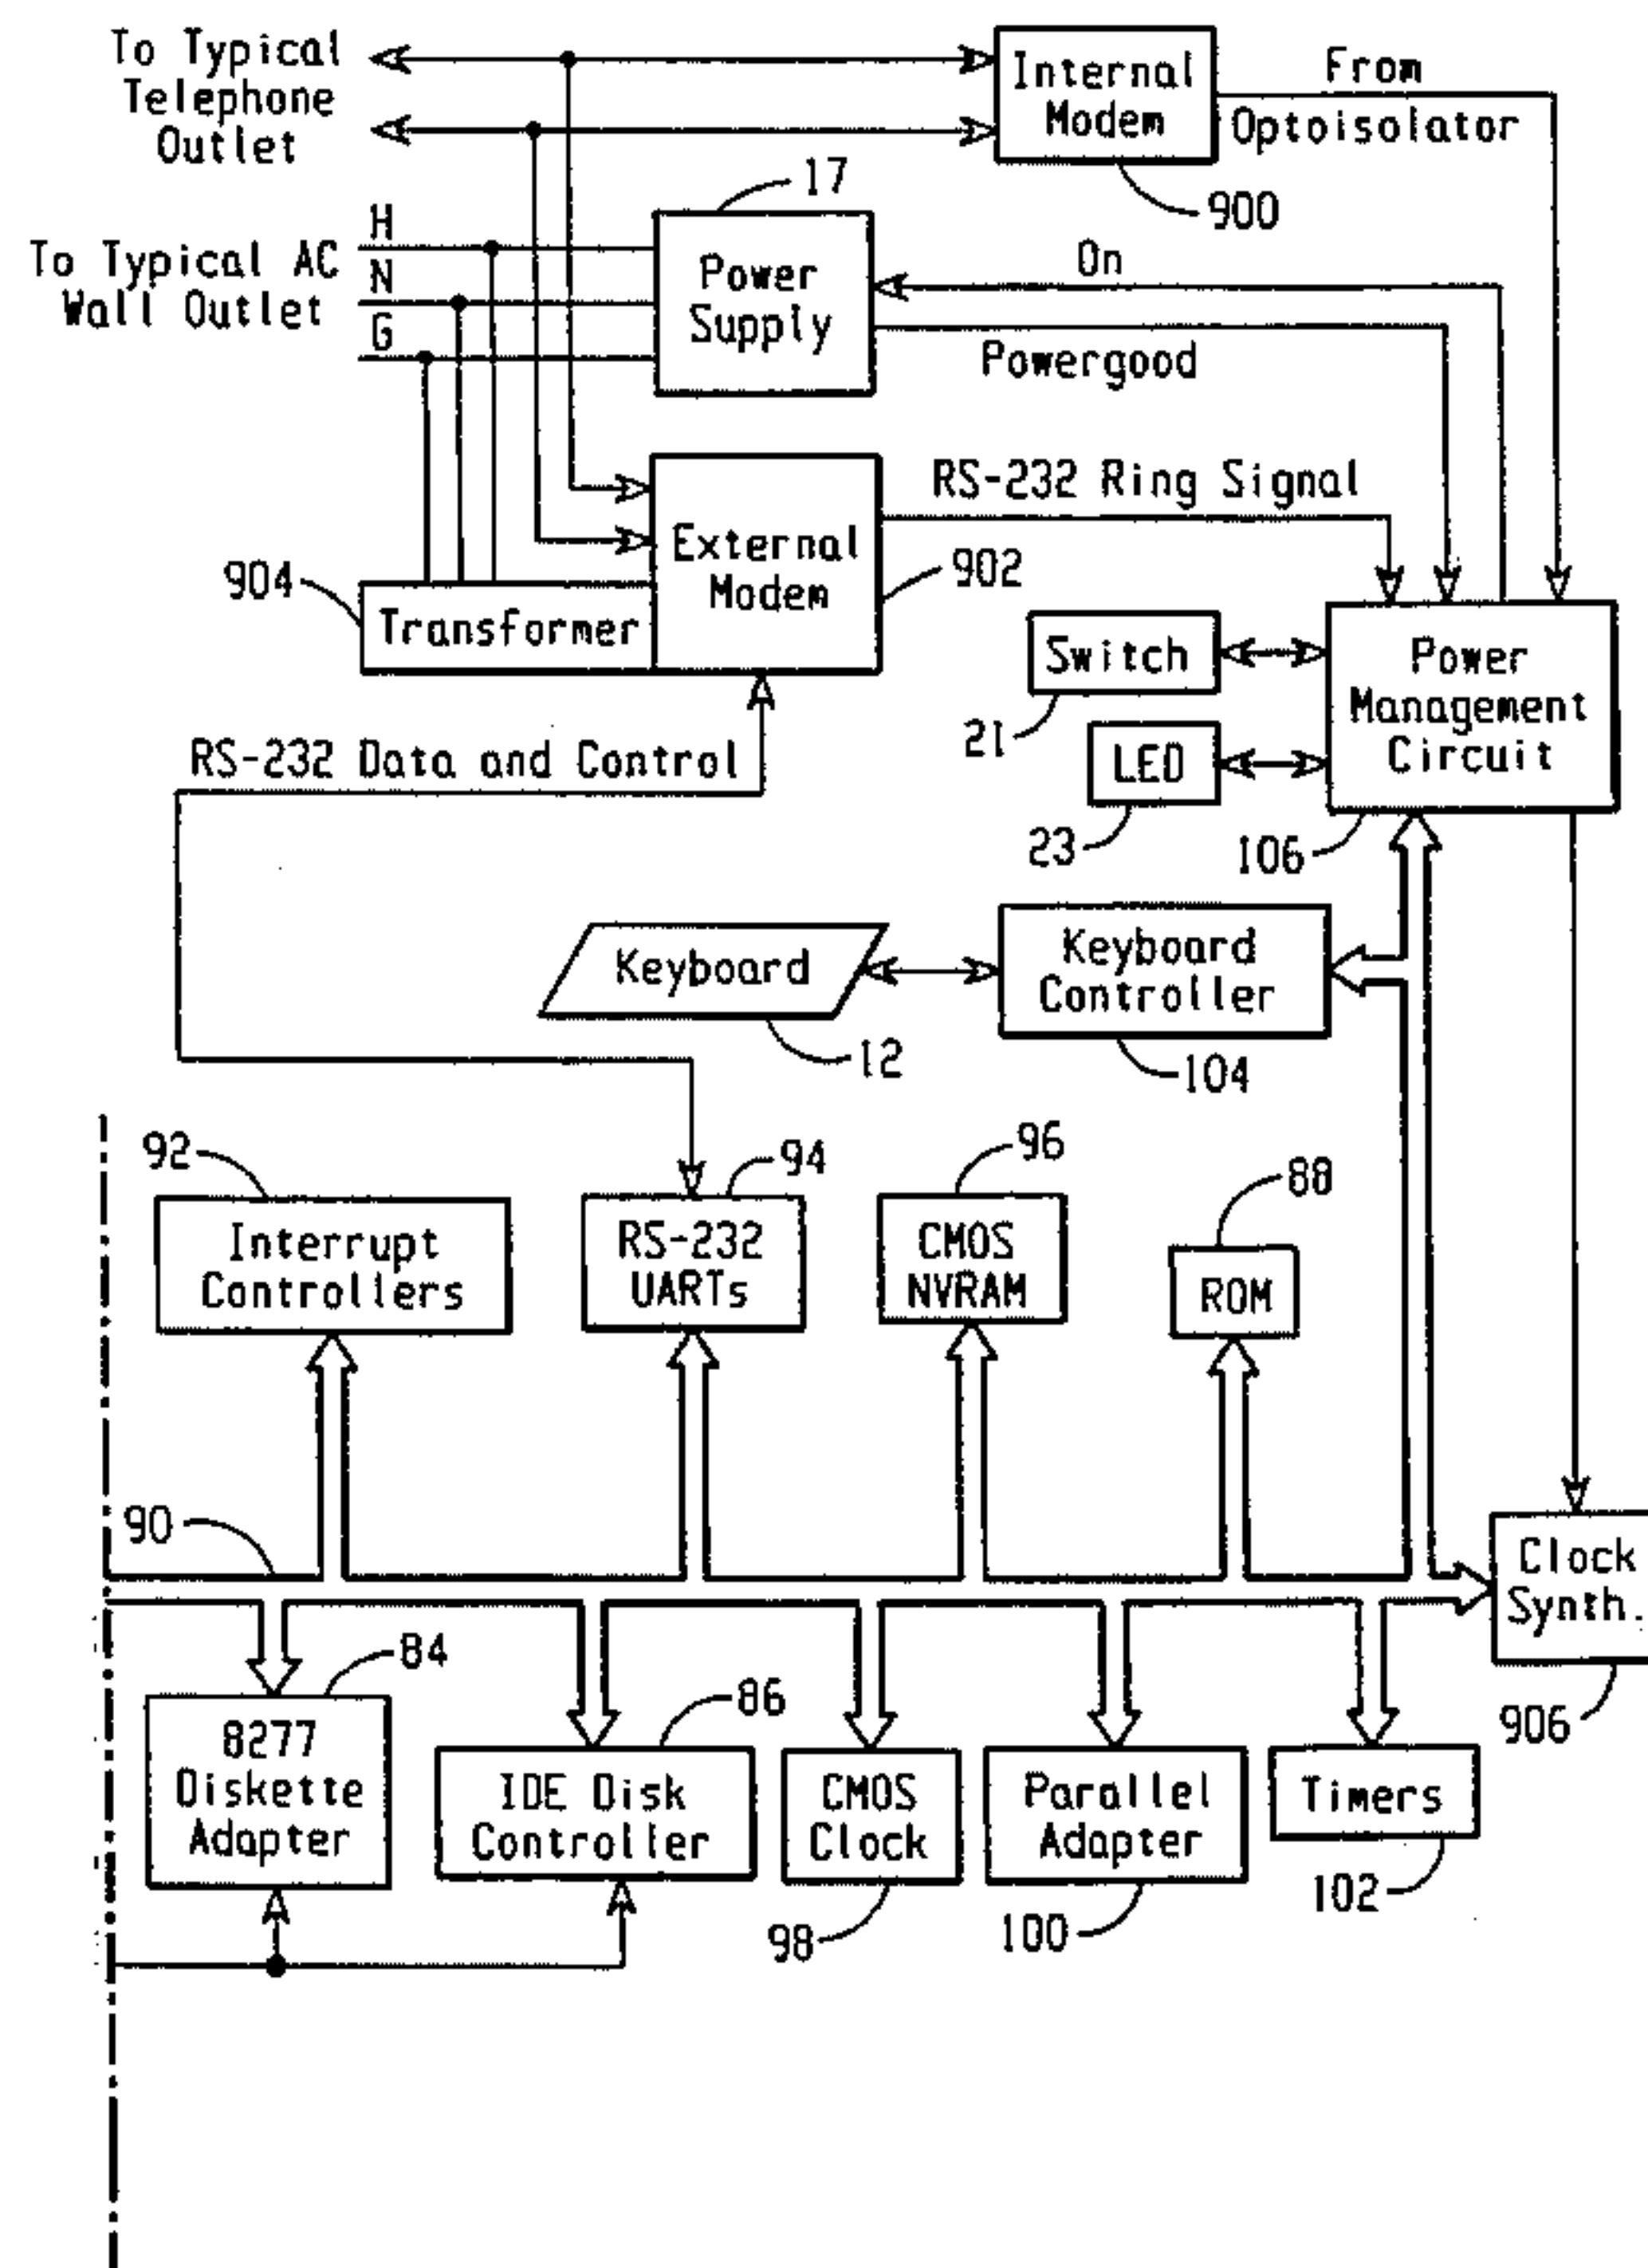 To Typical
Telephone
Outlet
Internal
Modem
From
Optoisolator
900
17
H
To Typical AC
N
Wall Outlet
G
Power
Supply
On
Powergood
RS-232 Ring Signal
External
Modem
902
904
Transformer
Switch
21
LED
23
Power
Management
Circuit
106
RS-232 Data and Control
Keyboard
12
Keyboard
Controller
104
92
Interrupt
Controllers
94
RS-232
UARTs
96
CMOS
NVRAM
88
ROM
90
Clock
Synth.
906
84
8277
Diskette
Adapter
86
IDE Disk
Controller
CMOS
Clock
98
Parallel
Adapter
100
Timers
102